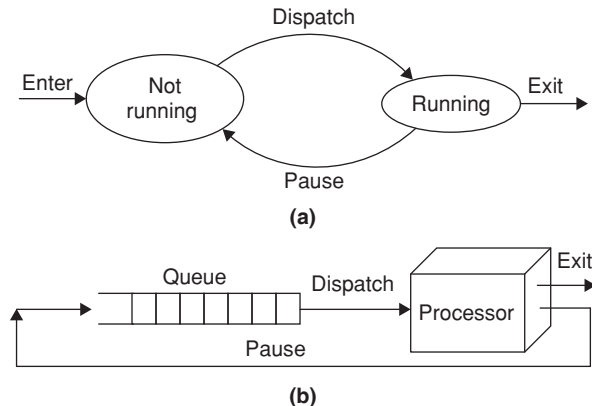 Dispatch
Enter
Not
running
Running
Exit
Pause
(a)
Queue
Dispatch
Processor
Exit
Pause
(b)